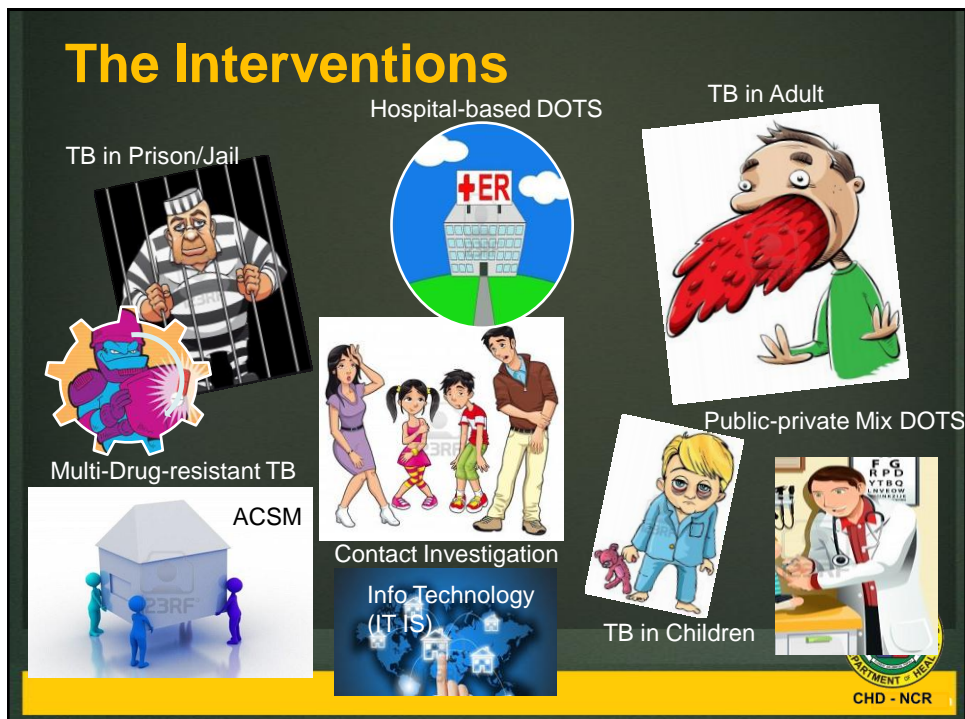 The Interventions
Hospital-based DOTS
TB in Adult
TB in Prison/Jail
ER
Public-private Mix DOTS
Multi-Drug-resistant TB
F G
R P D
Y T B Q
ACSM
Contact Investigation
Info Technology
(IT IS)
TB in Children
CHD - NCR